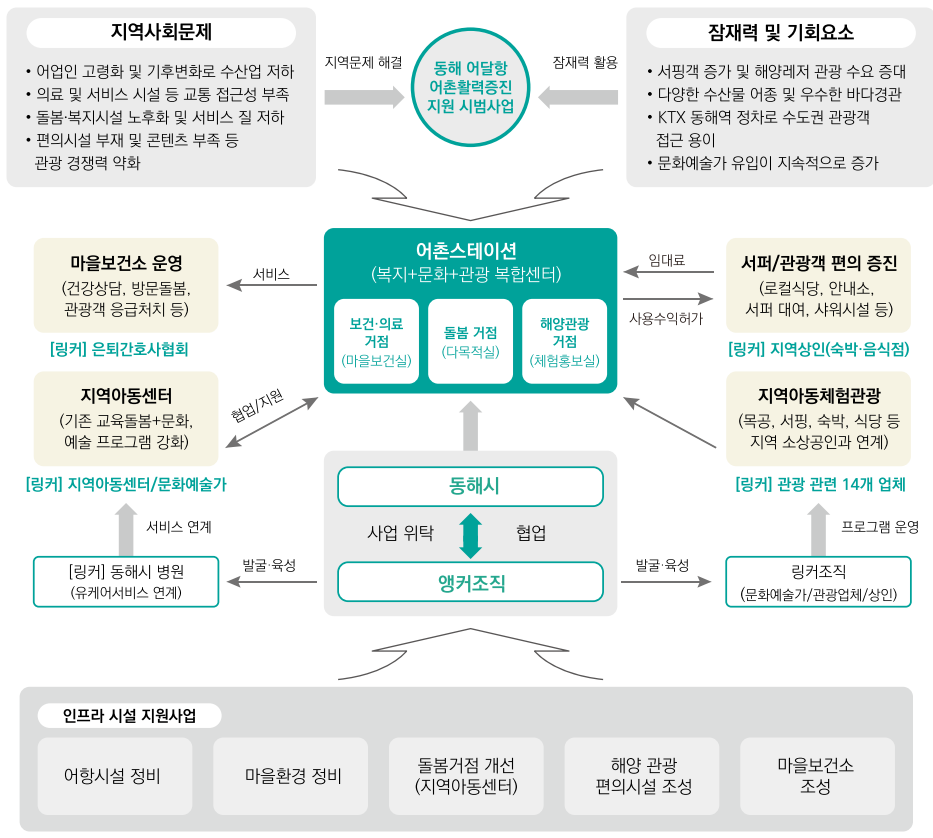 지역사회문제
• 어업인 고령화 및 기후변화로 수산업 저하
• 의료 및 서비스 시설 등 교통 접근성 부족
• 돌봄·복지시설 노후화 및 서비스 질 저하
• 편의시설 부재 및 콘텐츠 부족 등
관광 경쟁력 약화
지역문제 해결
동해 어달항
어촌활력증진
지원 시범사업
잠재력 활용
잠재력 및 기회요소
• 서핑객 증가 및 해양레저 관광 수요 증대
• 다양한 수산물 어종 및 우수한 바다경관
• KTX 동해역 정차로 수도권 관광객
접근 용이
• 문화예술가 유입이 지속적으로 증가
마을보건소 운영
(건강상담, 방문돌봄,
관광객 응급처치 등)
[링커] 은퇴간호사협회
서비스
어촌스테이션
(복지+문화+관광 복합센터)
보건·의료
거점
(마을보건실)
돌봄 거점
(다목적실)
해양관광
거점
(체험홍보실)
임대료
사용수익허가
서퍼/관광객 편의 증진
(로컬식당, 안내소,
서퍼 대여, 샤워시설 등)
[링커] 지역상인(숙박·음식점)
지역아동센터
(기존 교육돌봄+문화,
예술 프로그램 강화)
[링커] 지역아동센터/문화예술가
협업/지원
지역아동체험관광
(목공, 서핑, 숙박, 식당 등
지역 소상공인과 연계)
[링커] 관광 관련 14개 업체
서비스 연계
동해시
사업 위탁
협업
앵커조직
프로그램 운영
[링커] 동해시 병원
(유케어서비스 연계)
발굴·육성
발굴·육성
링커조직
(문화예술가/관광업체/상인)
인프라 시설 지원사업
어항시설 정비
마을환경 정비
돌봄거점 개선
(지역아동센터)
해양 관광
편의시설 조성
마을보건소
조성